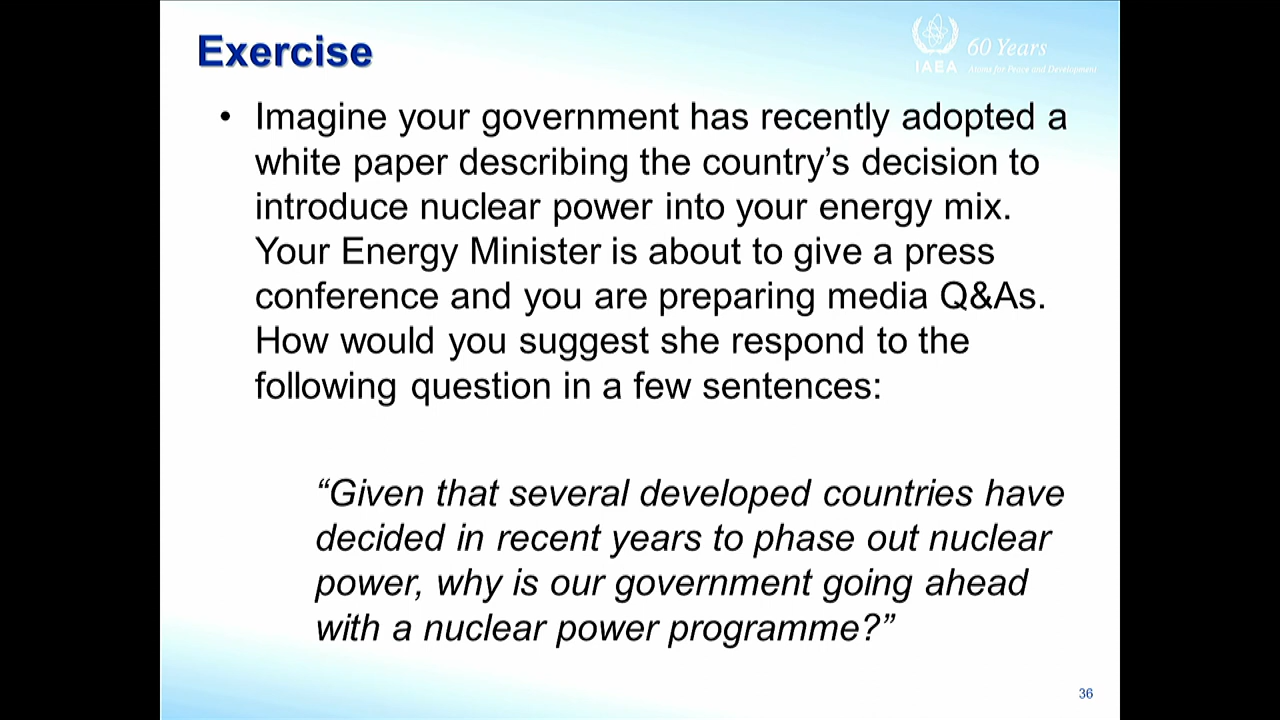 Exercise
IAEA
60 Years
Atoms for Peace and Development
• Imagine your government has recently adopted a
white paper describing the country’s decision to
introduce nuclear power into your energy mix.
Your Energy Minister is about to give a press
conference and you are preparing media Q&As.
How would you suggest she respond to the
following question in a few sentences:
“Given that several developed countries have
decided in recent years to phase out nuclear
power, why is our government going ahead
with a nuclear power programme?”
36